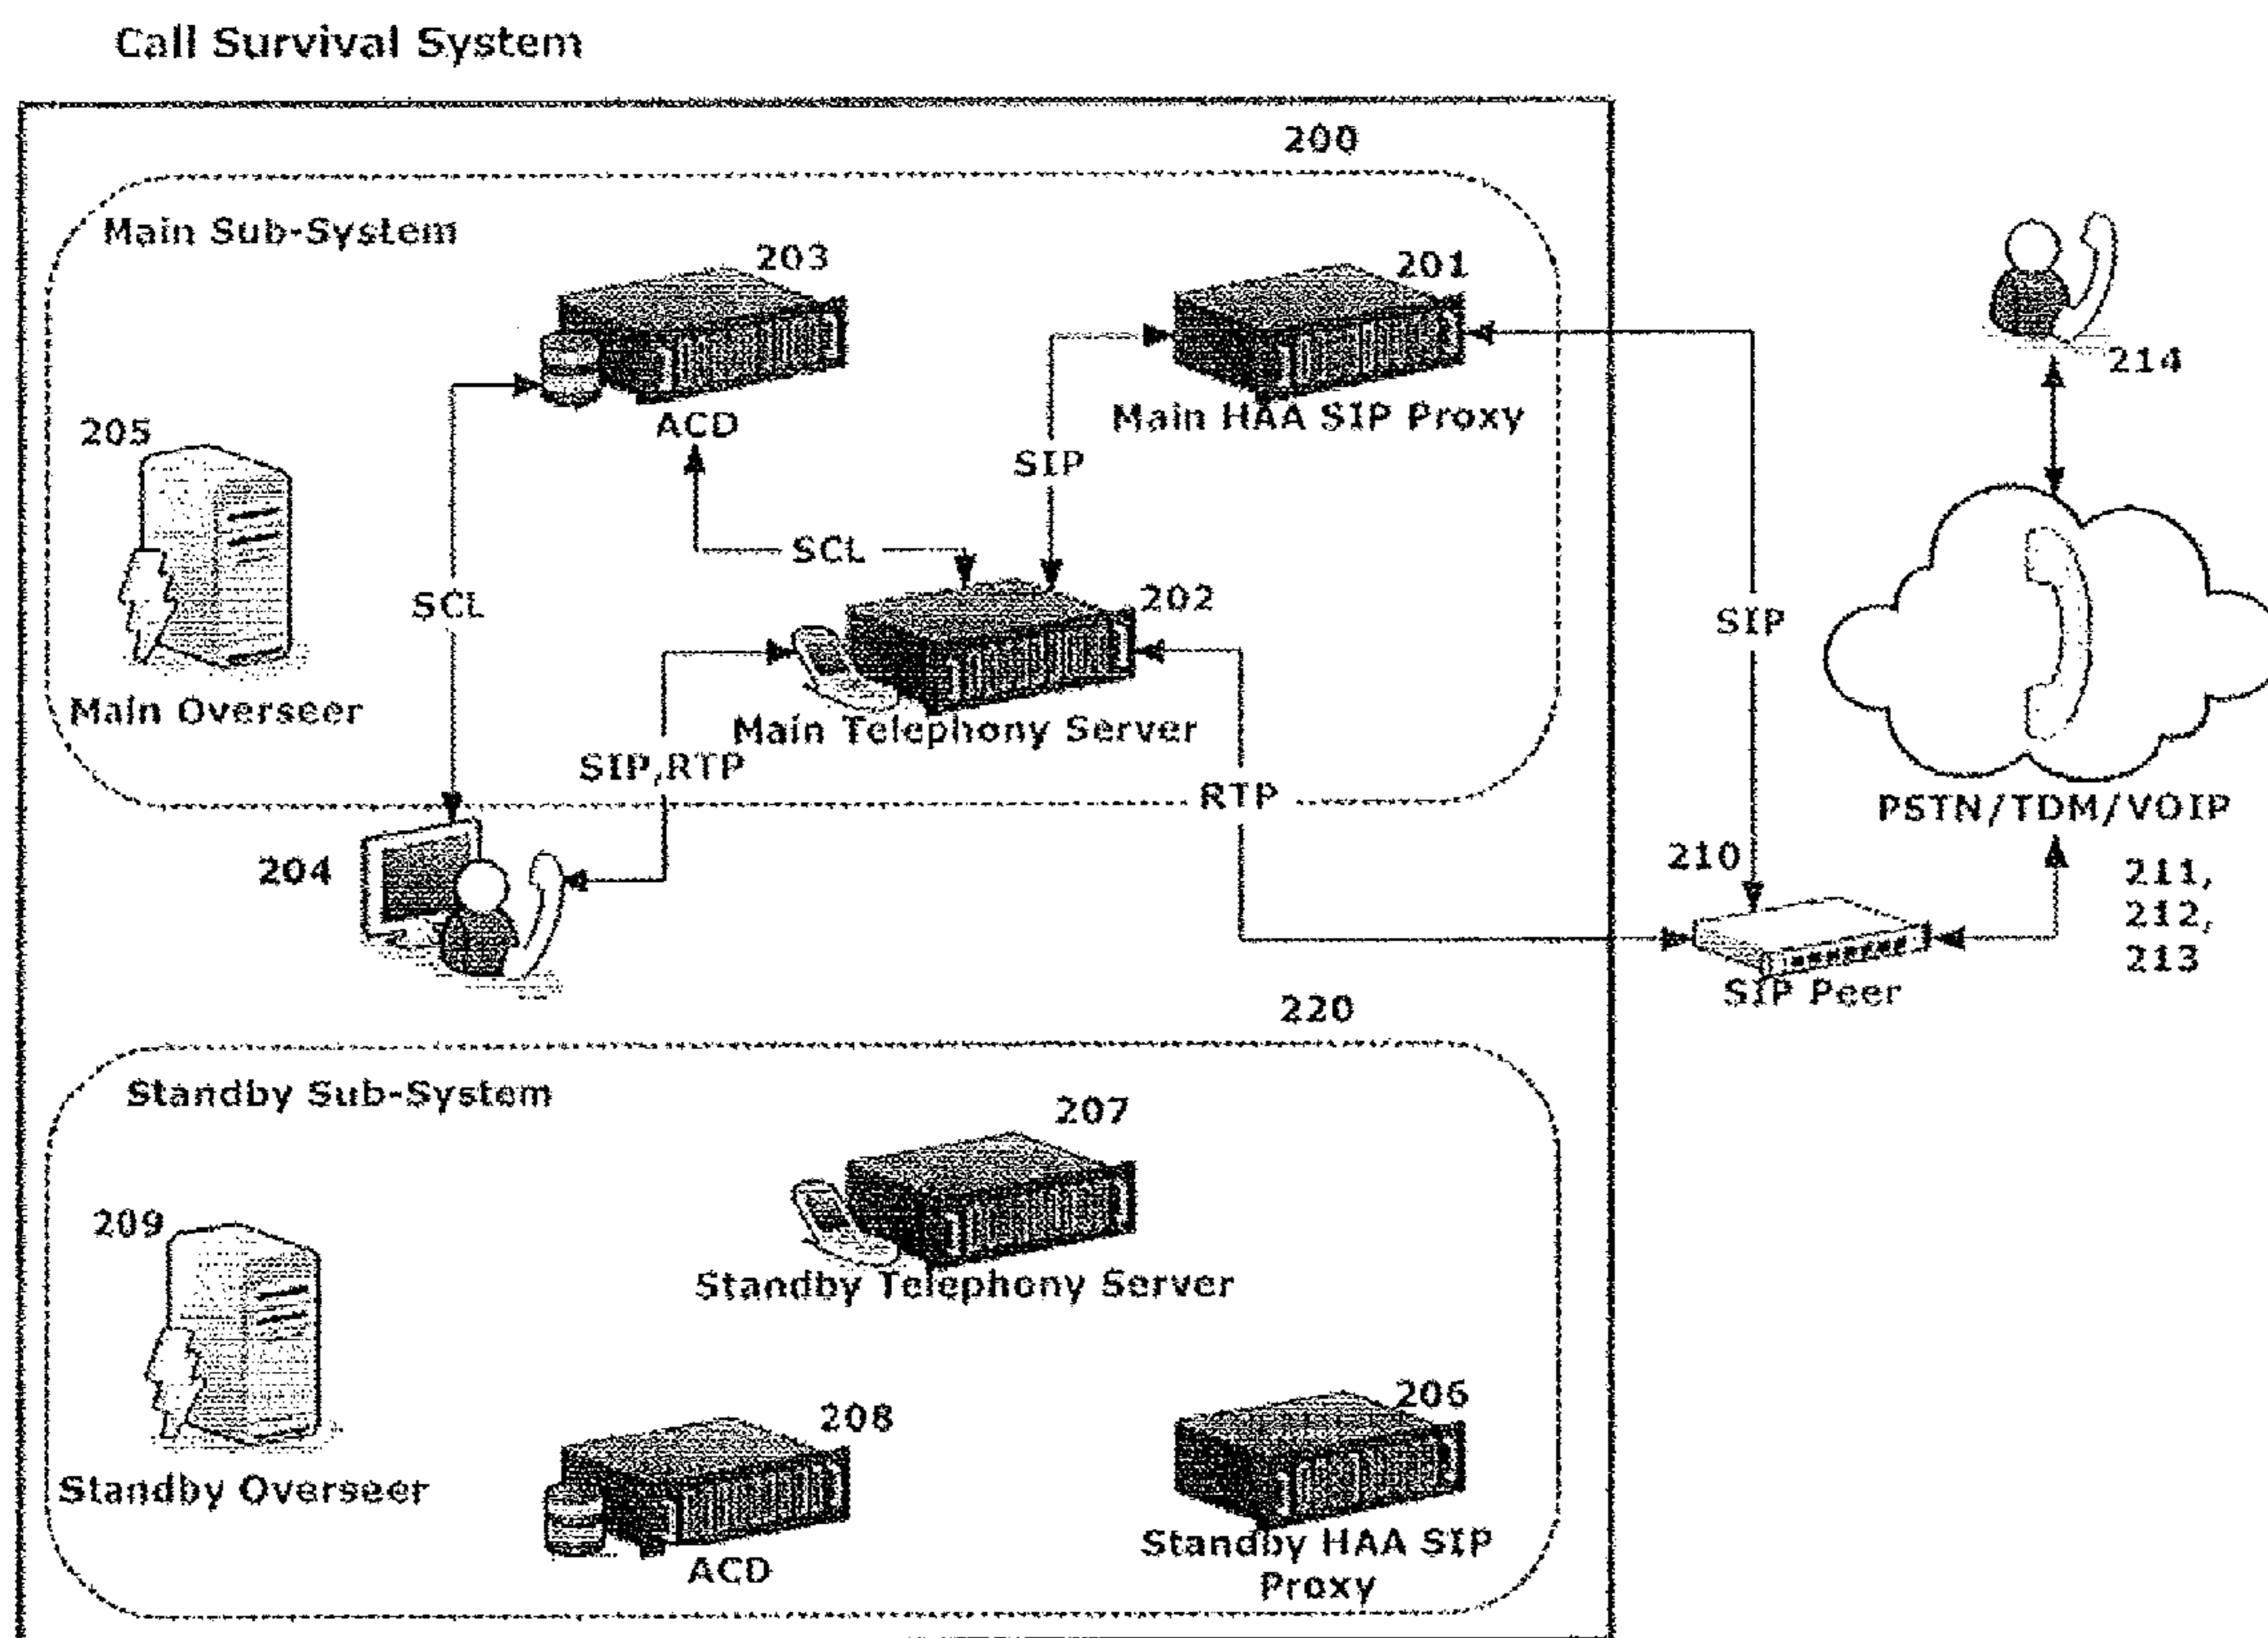 Call Survival System
200
Main Sub-System
203
201
214
205
ACD
Main HAA SIP Proxy
SIP
SCL
SCL
202
SIP
Main Overseer
Main Telephony Server
SIP,RTP
RTP
PSTN/TDM/VOIP
204
210
211,
212,
213
SIP Peer
220
Standby Sub-System
207
209
Standby Telephony Server
208
206
Standby Overseer
ACD
Standby HAA SIP
Proxy